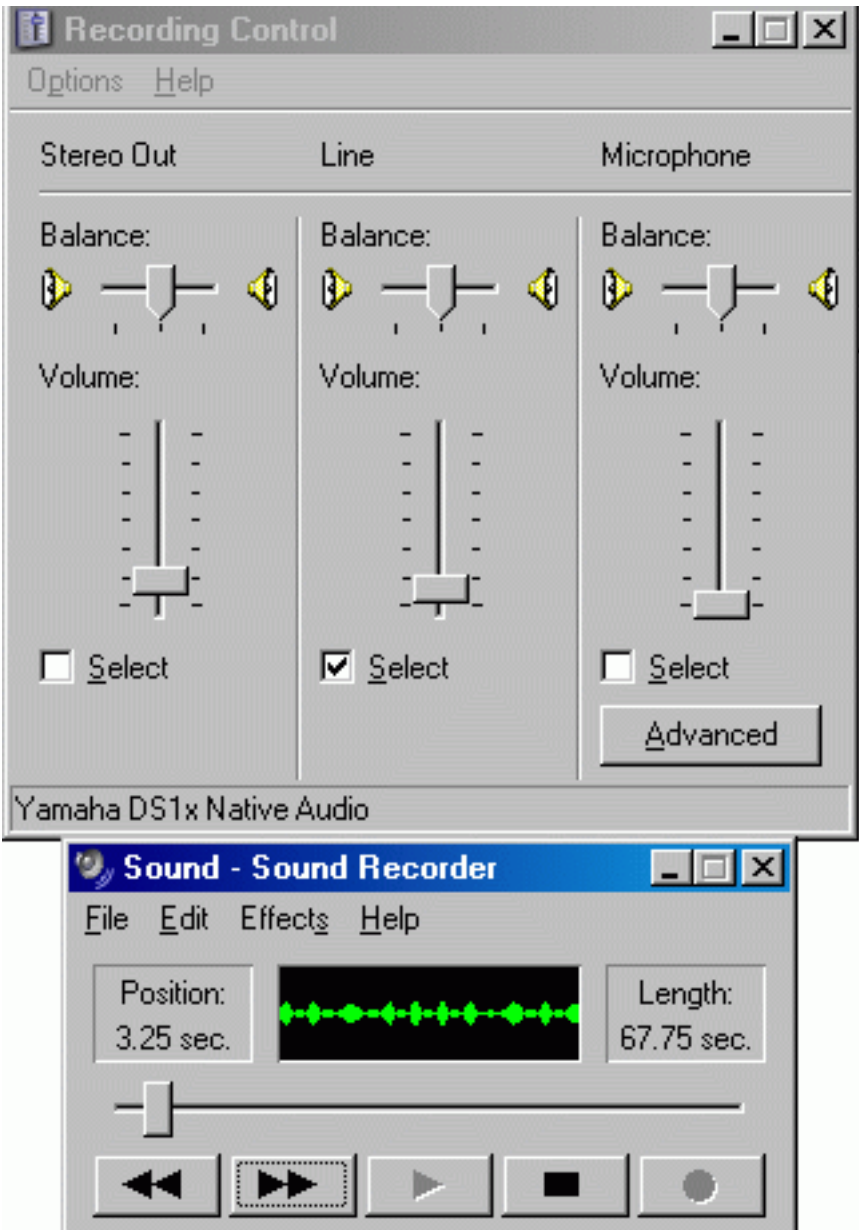 Recording Control
Options Help
Stereo Out Line Microphone
Balance: Balance: Balance:
Volume: Volume: Volume:
Select Select Select
Advanced
Yamaha DS1x Native Audio
Sound - Sound Recorder
File Edit Effects Help
Position: Length:
3.25 sec. 67.75 sec.